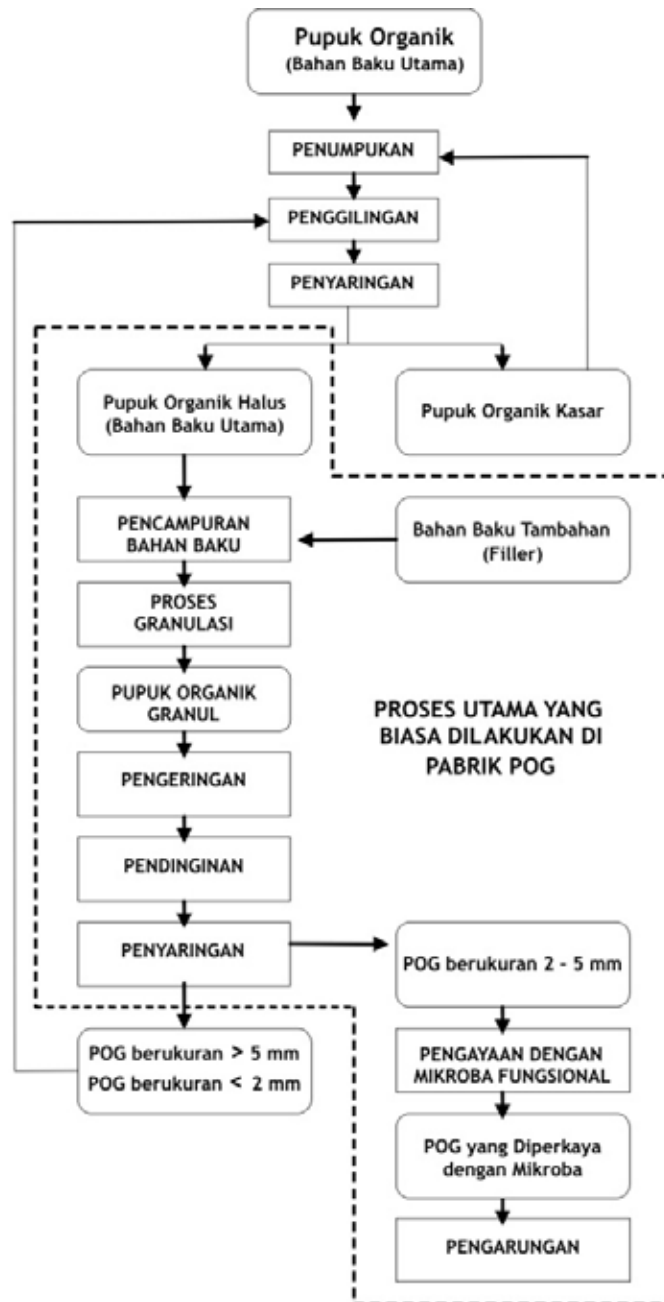 Pupuk Organik
(Bahan Baku Utama)
PENUMPUKAN
PENGGILINGAN
PENYARINGAN
Pupuk Organik Halus
(Bahan Baku Utama)
Pupuk Organik Kasar
PENCAMPURAN
BAHAN BAKU
Bahan Baku Tambahan
(Filler)
PROSES
GRANULASI
PUPUK ORGANIK
GRANUL
PROSES UTAMA YANG
BIASA DILAKUKAN DI
PABRIK POG
PENGERINGAN
PENDINGINAN
PENYARINGAN
POG berukuran 2 - 5 mm
POG berukuran > 5 mm
POG berukuran < 2 mm
PENGAYAAN DENGAN
MIKROBA FUNGSIONAL
POG yang Diperkaya
dengan Mikroba
PENGARUNGAN